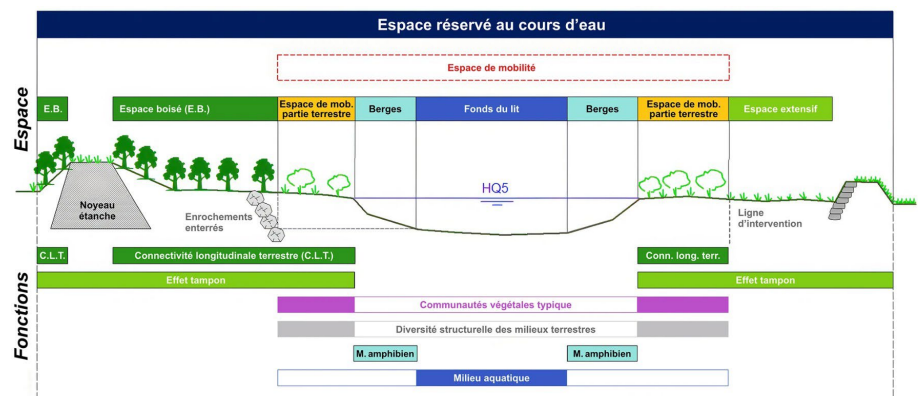 Espace réservé au cours d'eau
Espace de mobilité
Espace
E.B.
Espace boisé (E.B.)
Espace de mob.
partie terrestre
Berges
Fonds du lit
Berges
Espace de mob.
partie terrestre
Espace extensif
HQ5
Noyeau
étanche
Enrochements
enterrés
Ligne
d'intervention
Fonctions
C.L.T.
Connectivité longitudinale terrestre (C.L.T.)
Conn. long. terr.
Effet tampon
Effet tampon
Communautés végétales typique
Diversité structurelle des milieux terrestres
M. amphibien
M. amphibien
Milieu aquatique